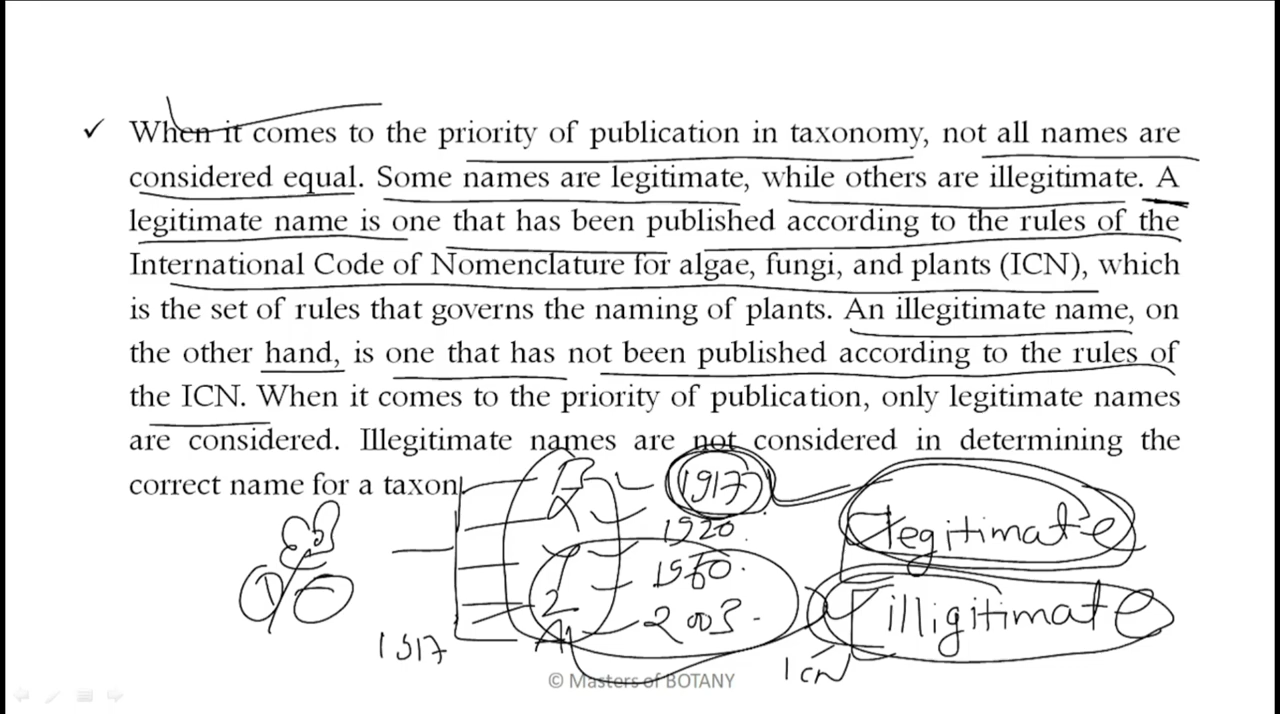 ✓ When it comes to the priority of publication in taxonomy, not all names are
considered equal. Some names are legitimate, while others are illegitimate. A
legitimate name is one that has been published according to the rules of the
International Code of Nomenclature for algae, fungi, and plants (ICN), which
is the set of rules that governs the naming of plants. An illegitimate name, on
the other hand, is one that has not been published according to the rules of
the ICN. When it comes to the priority of publication, only legitimate names
are considered. Illegitimate names are not considered in determining the
correct name for a taxon.
1917
legitimate
1920
2003
illigitimate
1917
ICN
© Masters of BOTANY